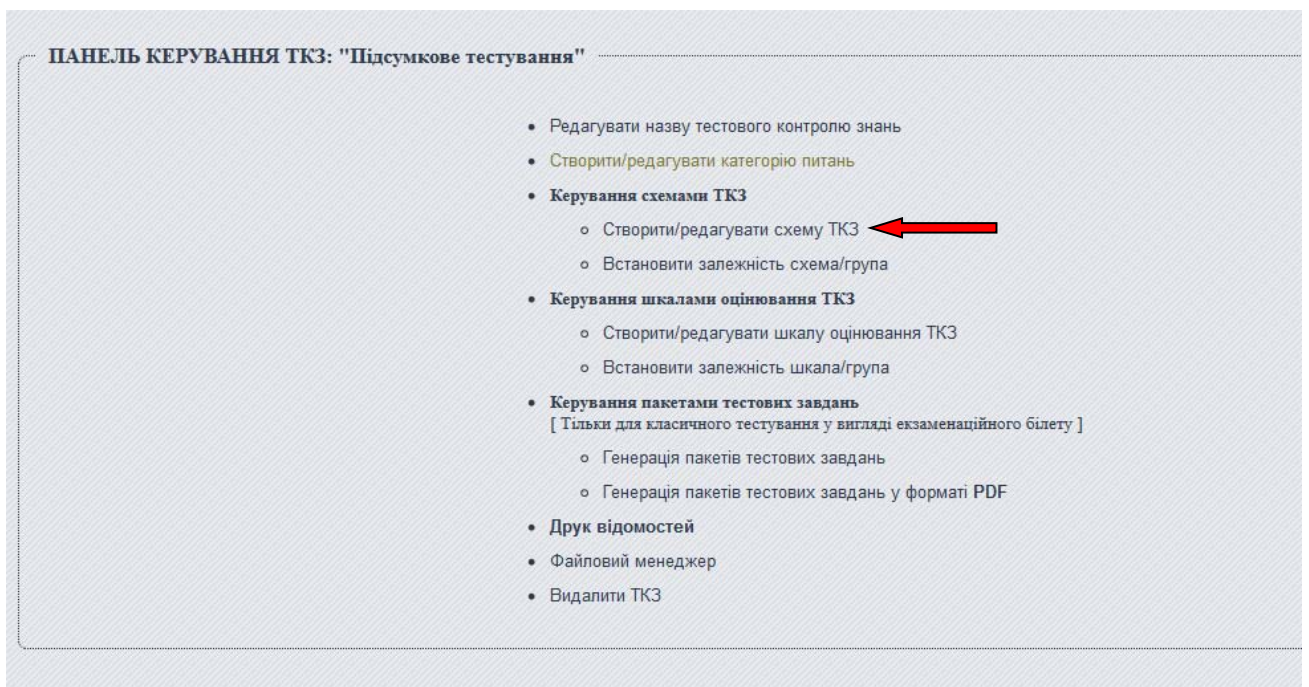 ПАНЕЛЬ КЕРУВАННЯ ТКЗ: "Підсумкове тестування"
Редагувати назву тестового контролю знань
Створити/редагувати категорію питань
Керування схемами ТКЗ
Створити/редагувати схему ТКЗ
Встановити залежність схема/група
Керування шкалами оцінювання ТКЗ
Створити/редагувати шкалу оцінювання ТКЗ
Встановити залежність шкала/група
Керування пакетами тестових завдань
[ Тільки для класичного тестування у вигляді екзаменаційного білету ]
Генерація пакетів тестових завдань
Генерація пакетів тестових завдань у форматі PDF
Друк відомостей
Файловий менеджер
Видалити ТКЗ